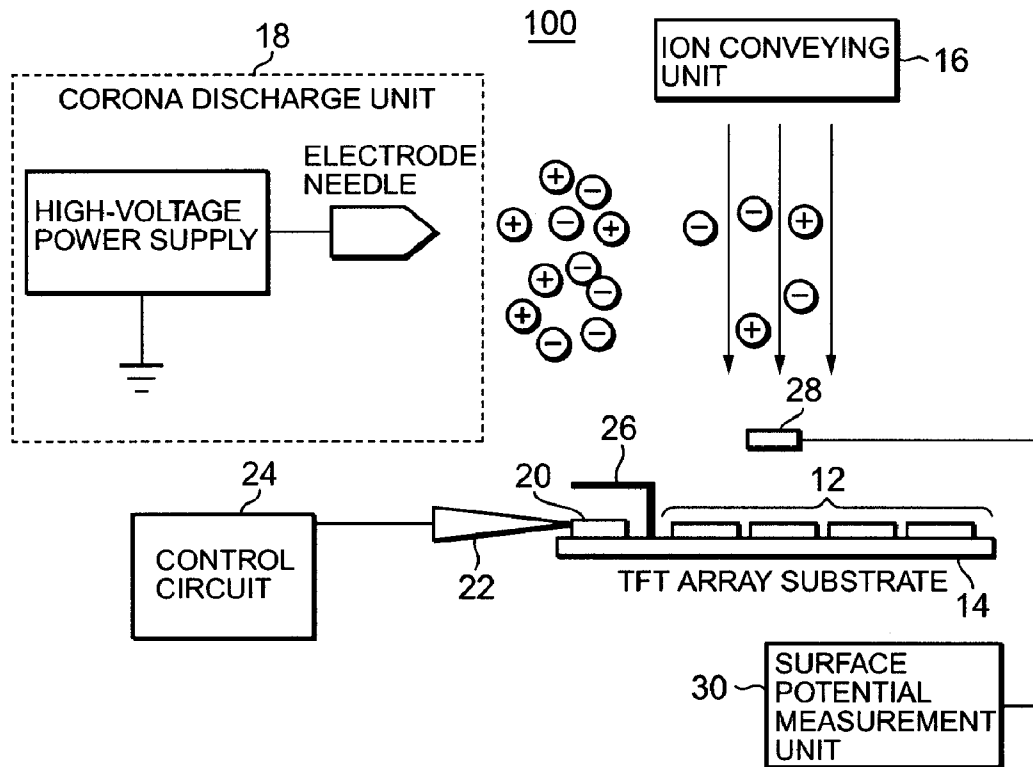 100
18
ION CONVEYING
UNIT
16
CORONA DISCHARGE UNIT
ELECTRODE
NEEDLE
HIGH-VOLTAGE
POWER SUPPLY
+
−
+
−
+
+
−
+
−
+
−
+
−
−
−
−
+
−
+
28
26
24
20
12
CONTROL
CIRCUIT
22
TFT ARRAY SUBSTRATE
14
30
SURFACE
POTENTIAL
MEASUREMENT
UNIT